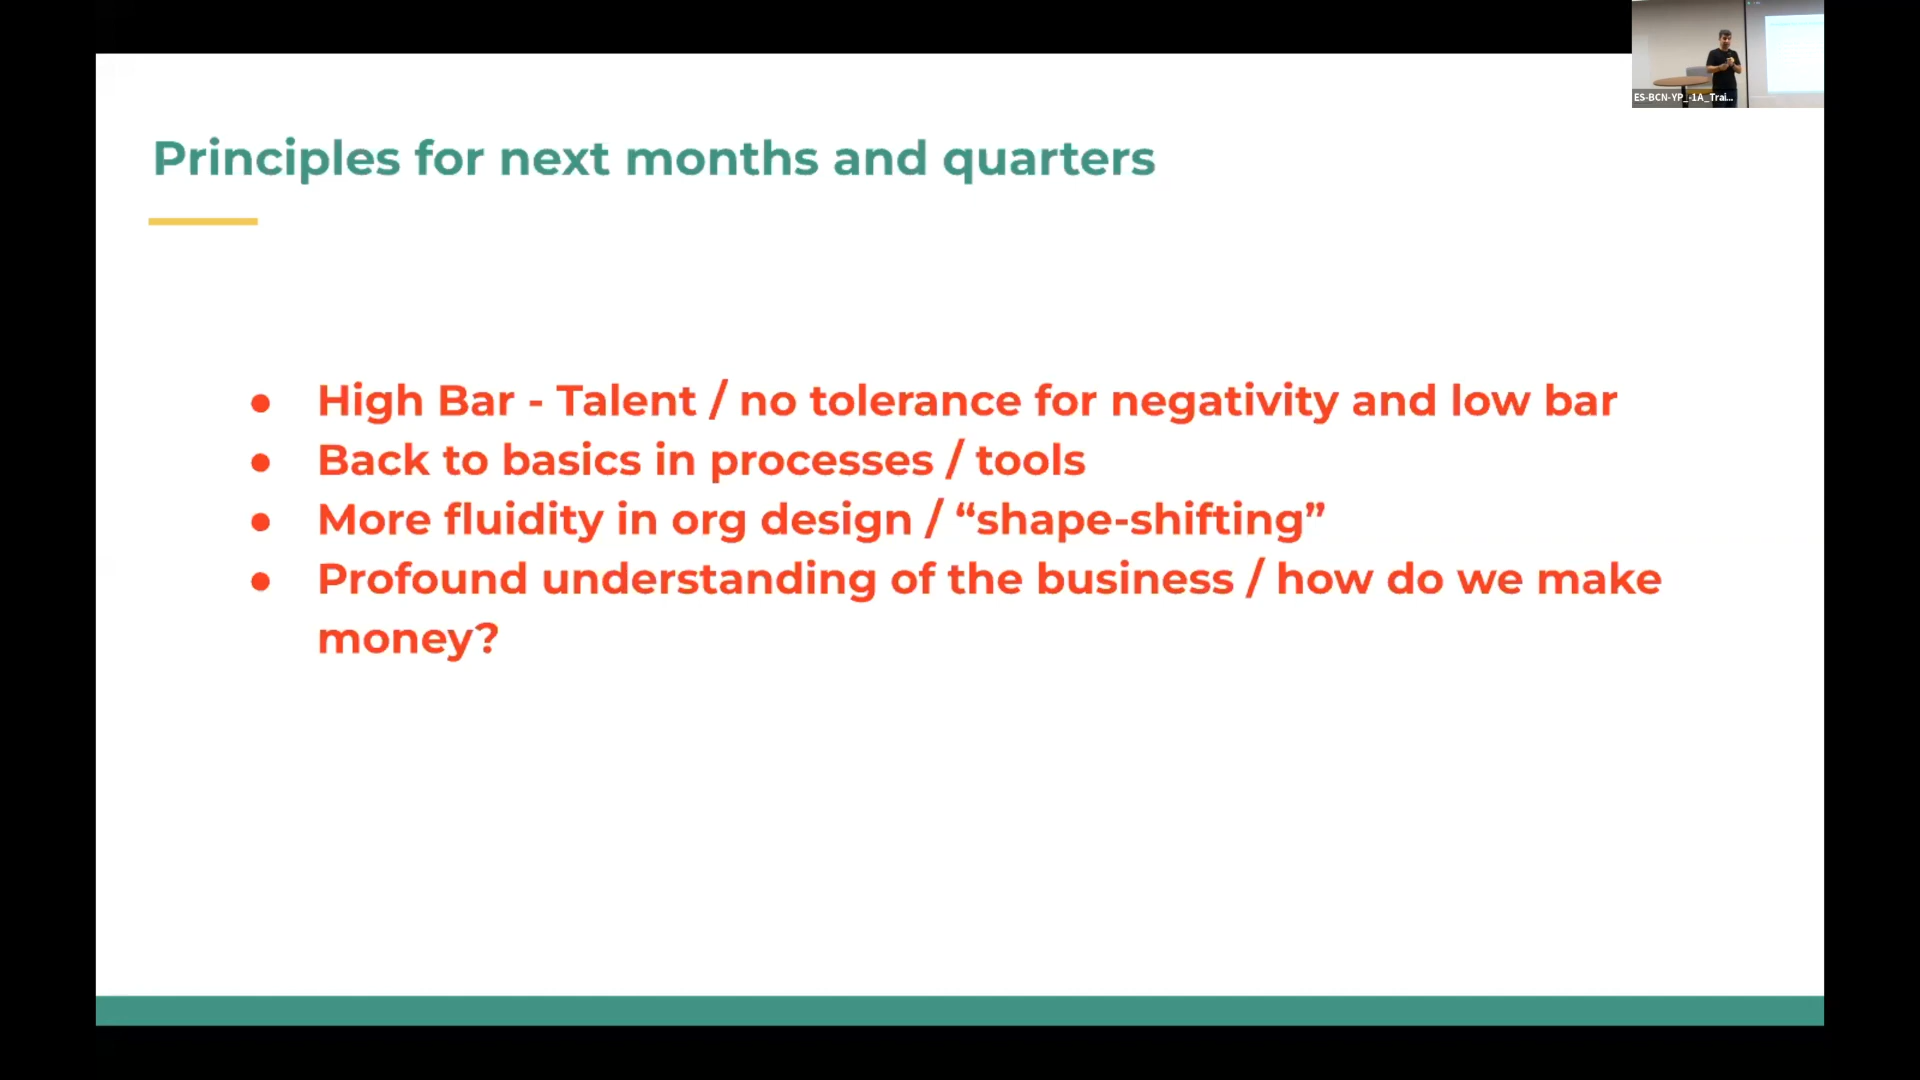 ES-BCN-YP_-1A_Trai...
Principles for next months and quarters
● High Bar - Talent / no tolerance for negativity and low bar
● Back to basics in processes / tools
● More fluidity in org design / “shape-shifting”
● Profound understanding of the business / how do we make
money?